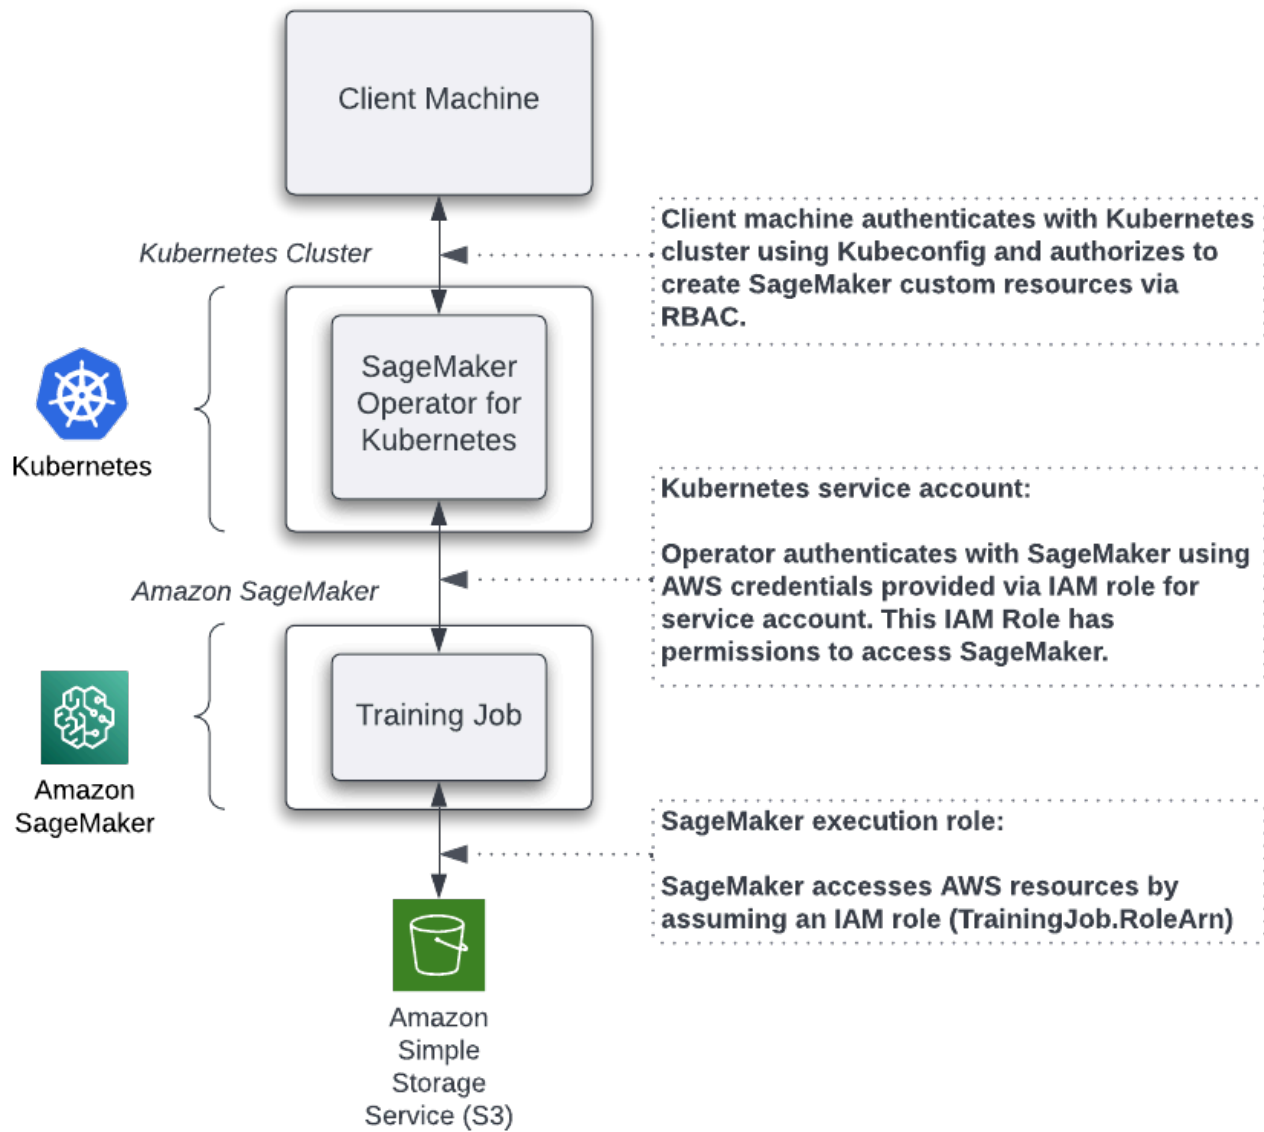 Client Machine
Kubernetes Cluster
Client machine authenticates with Kubernetes
cluster using Kubeconfig and authorizes to
create SageMaker custom resources via
RBAC.
SageMaker
Operator for
Kubernetes
Kubernetes
Kubernetes service account:
Operator authenticates with SageMaker using
AWS credentials provided via IAM role for
service account. This IAM Role has
permissions to access SageMaker.
Amazon SageMaker
Training Job
Amazon
SageMaker
SageMaker execution role:
SageMaker accesses AWS resources by
assuming an IAM role (TrainingJob.RoleArn)
Amazon
Simple
Storage
Service (S3)